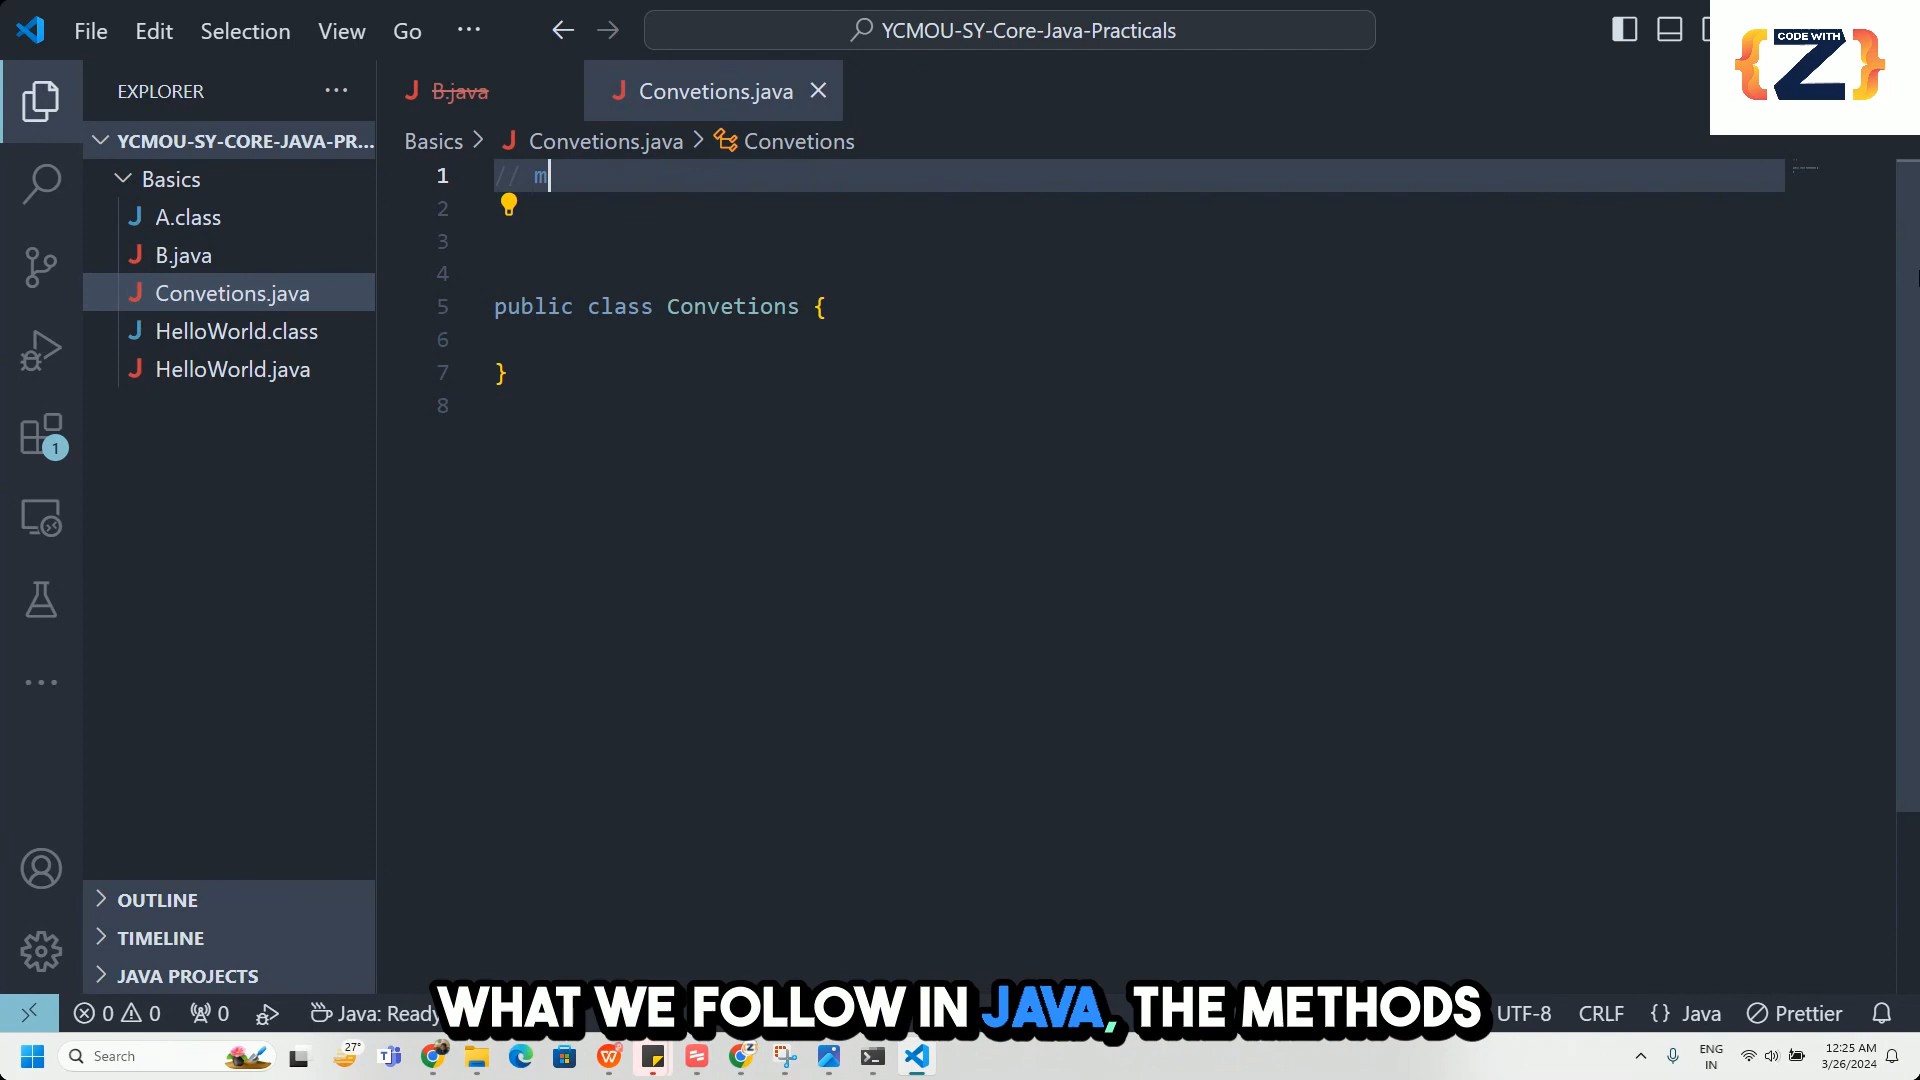 File Edit Selection View Go ...
YCMOU-SY-Core-Java-Practicals
CODE WITH
Z
EXPLORER
YCMOU-SY-CORE-JAVA-PR...
Basics
A.class
B.java
Convetions.java
HelloWorld.class
HelloWorld.java
OUTLINE
TIMELINE
JAVA PROJECTS
B.java
Convetions.java
Basics > Convetions.java > Convetions
1 // m
2
3
4
5 public class Convetions {
6
7 }
8
1
WHAT WE FOLLOW IN JAVA, THE METHODS
0 0 0 Java: Ready UTF-8 CRLF {} Java Prettier
Search
27°
ENG
IN
12:25 AM
3/26/2024